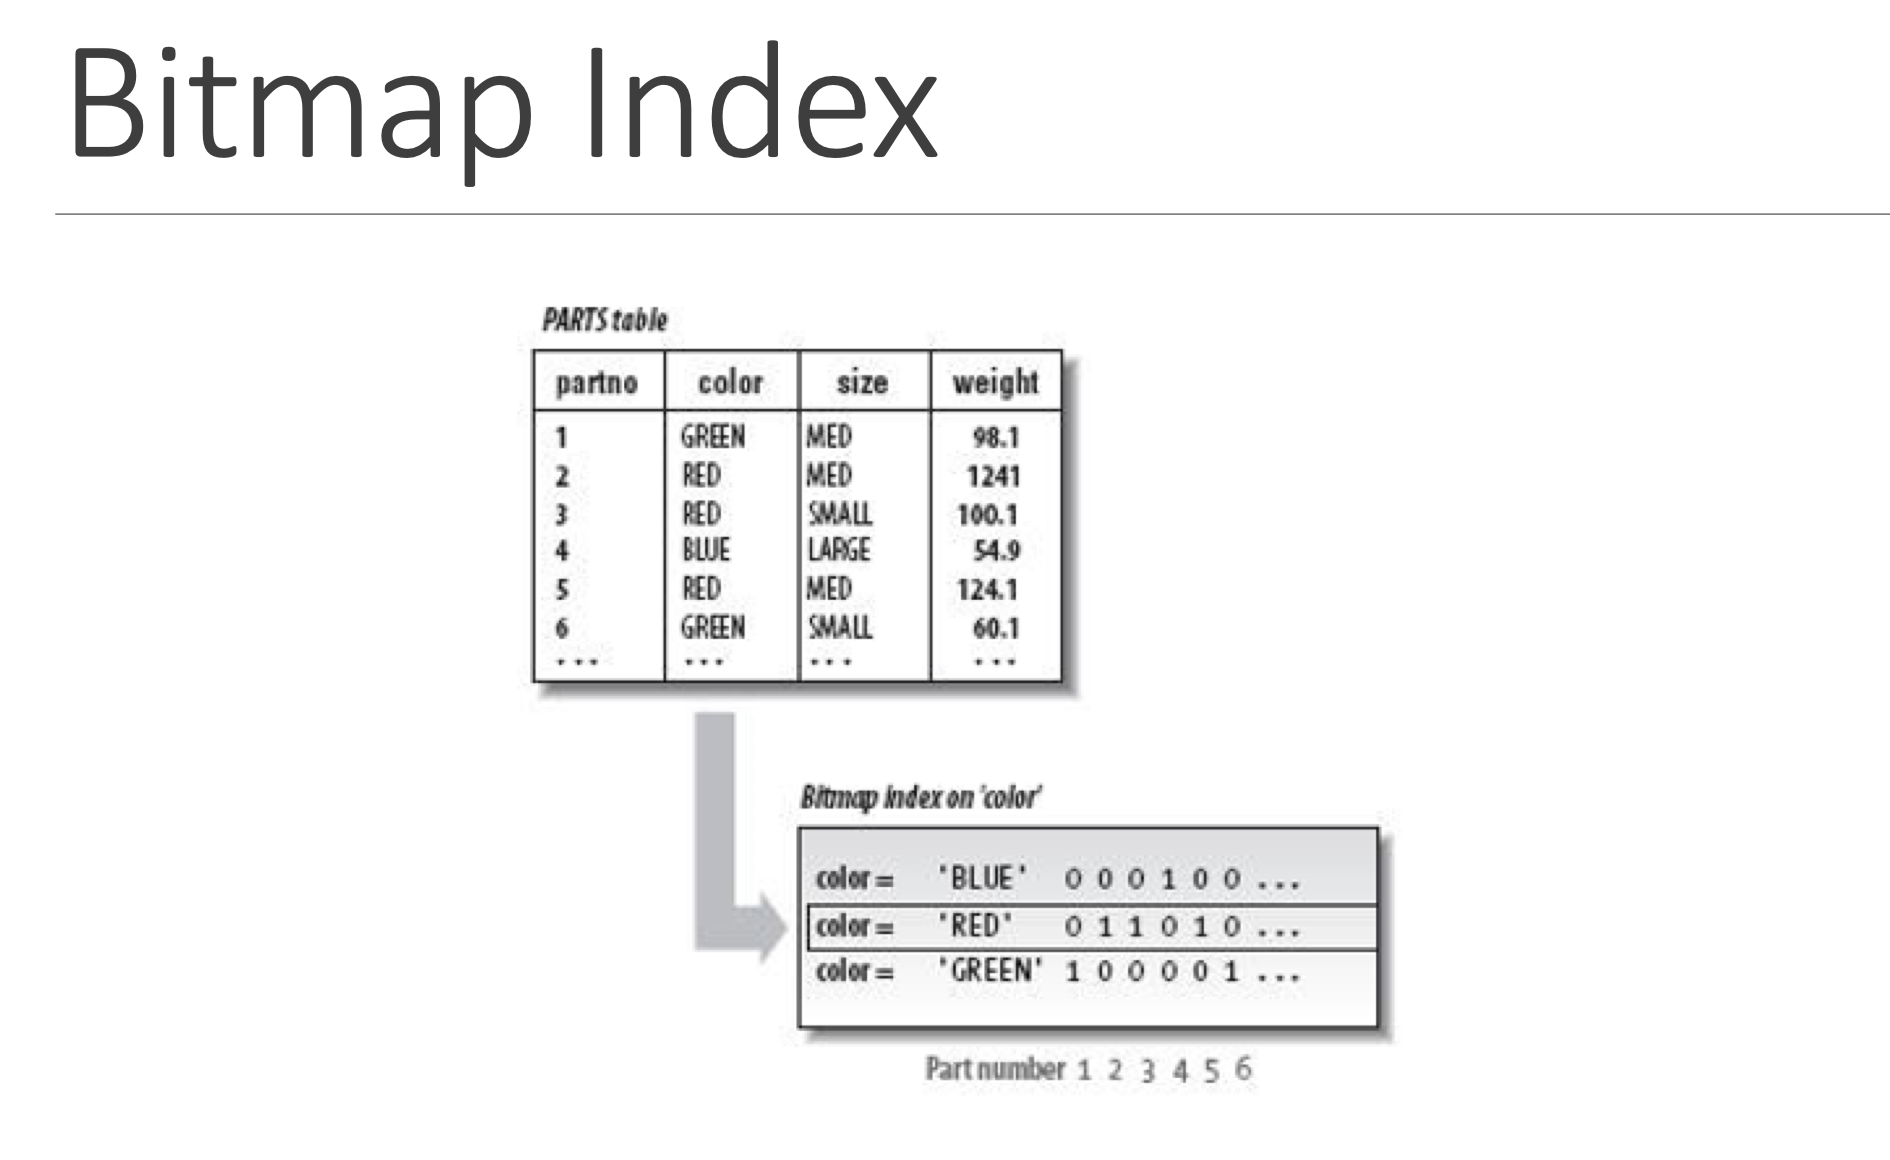 Bitmap Index
PARTS table
partno color size weight
1 GREEN MED 98.1
2 RED MED 1241
3 RED SMALL 100.1
4 BLUE LARGE 54.9
5 RED MED 124.1
6 GREEN SMALL 60.1
... ... ... ...
Bitmap index on 'color'
color = 'BLUE' 0 0 0 1 0 0 ...
color = 'RED' 0 1 1 0 1 0 ...
color = 'GREEN' 1 0 0 0 0 1 ...
Part number 1 2 3 4 5 6